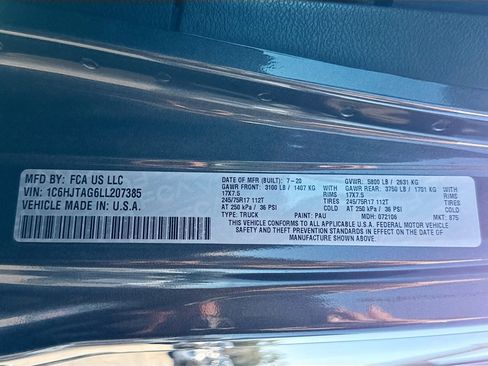 MFD BY: FCA US LLC
VIN: 1C6HJTAG6LL207385
VEHICLE MADE IN: U.S.A.
DATE OF MFR (BUILT): 7-20 GVWR: 5800 LB / 2631 KG
GAWR FRONT: 3100 LB / 1407 KG WITH GAWR REAR: 3750 LB / 1701 KG WITH
17X7.5 RIMS 17X7.5 RIMS
245/75R17 112T TIRES 245/75R17 112T TIRES
AT 250 kPa / 36 PSI COLD AT 250 kPa / 36 PSI COLD
TYPE: TRUCK PAINT: PAU MDH: 072106 MKT: 875
THIS VEHICLE CONFORMS TO ALL APPLICABLE U.S.A. FEDERAL MOTOR VEHICLE
SAFETY AND THEFT PREVENTION STANDARDS IN EFFECT ON THE DATE OF
MANUFACTURE SHOWN ABOVE.